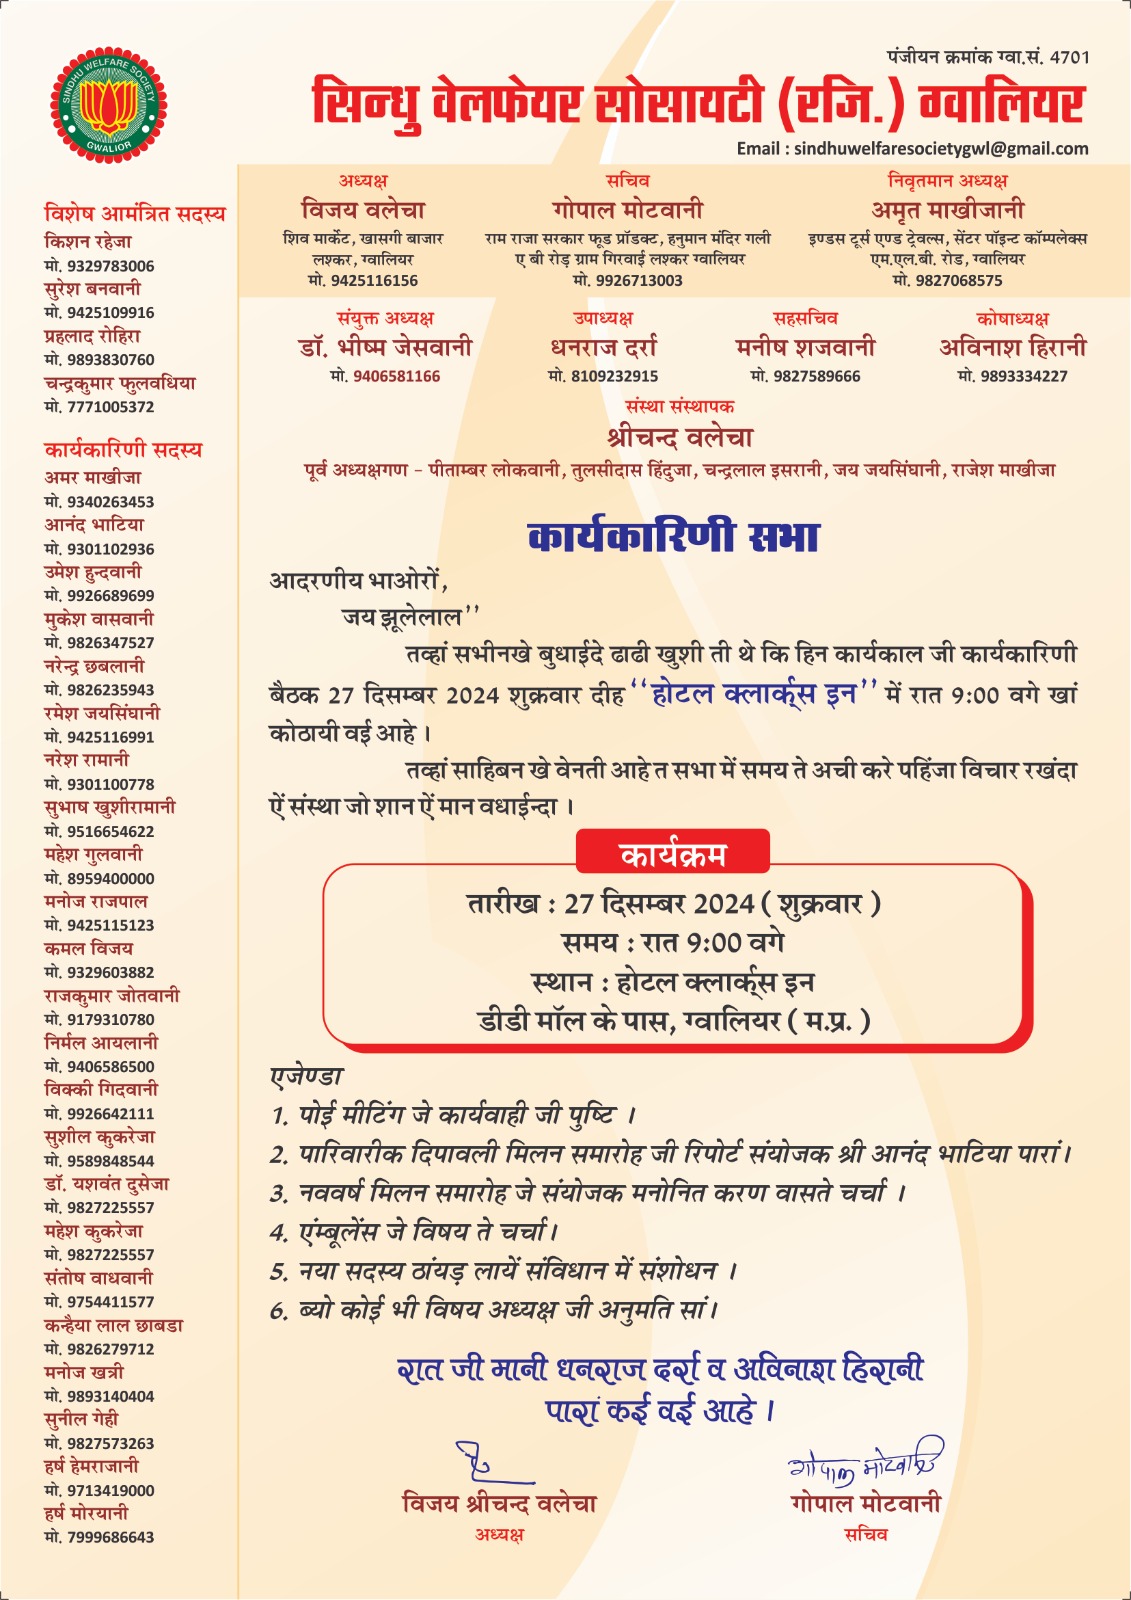 पंजीयन क्रमांक ग्वा.सं. 4701
SINDHU WELFARE SOCIETY
GWALIOR
सिन्धु वेलफेयर सोसायटी (रजि.) ग्वालियर
Email : sindhuwelfaresocietygwl@gmail.com
अध्यक्ष
विजय वलेचा
शिव मार्केट, खासगी बाजार
लश्कर, ग्वालियर
मो. 9425116156
सचिव
गोपाल मोटवानी
राम राजा सरकार फूड प्रॉडक्ट, हनुमान मंदिर गली
ए बी रोड़ ग्राम गिरवाई लश्कर ग्वालियर
मो. 9926713003
निवृतमान अध्यक्ष
अमृत माखीजानी
इण्डस टूर्स एण्ड ट्रेवल्स, सेंटर पॉइन्ट कॉम्पलेक्स
एम.एल.बी. रोड, ग्वालियर
मो. 9827068575
संयुक्त अध्यक्ष
डॉ. भीष्म जेसवानी
मो. 9406581166
उपाध्यक्ष
धनराज दर्रा
मो. 8109232915
सहसचिव
मनीष शजवानी
मो. 9827589666
कोषाध्यक्ष
अविनाश हिरानी
मो. 9893334227
संस्था संस्थापक
श्रीचन्द वलेचा
पूर्व अध्यक्षगण – पीताम्बर लोकवानी, तुलसीदास हिंदुजा, चन्द्रलाल इसरानी, जय जयसिंघानी, राजेश माखीजा
विशेष आमंत्रित सदस्य
किशन रहेजा
मो. 9329783006
सुरेश बनवानी
मो. 9425109916
प्रहलाद रोहिरा
मो. 9893830760
चन्द्रकुमार फुलवधिया
मो. 7771005372
कार्यकारिणी सदस्य
अमर माखीजा
मो. 9340263453
आनंद भाटिया
मो. 9301102936
उमेश हुन्दवानी
मो. 9926689699
मुकेश वासवानी
मो. 9826347527
नरेन्द्र छबलानी
मो. 9826235943
रमेश जयसिंघानी
मो. 9425116991
नरेश रामानी
मो. 9301100778
सुभाष खुशीरामानी
मो. 9516654622
महेश गुलवानी
मो. 8959400000
मनोज राजपाल
मो. 9425115123
कमल विजय
मो. 9329603882
राजकुमार जोतवानी
मो. 9179310780
निर्मल आयलानी
मो. 9406586500
विक्की गिदवानी
मो. 9926642111
सुशील कुकरेजा
मो. 9589848544
डॉ. यशवंत दुसेजा
मो. 9827225557
महेश कुकरेजा
मो. 9827225557
संतोष वाधवानी
मो. 9754411577
कन्हैया लाल छाबडा
मो. 9826279712
मनोज खत्री
मो. 9893140404
सुनील गेही
मो. 9827573263
हर्ष हेमराजानी
मो. 9713419000
हर्ष मोरयानी
मो. 7999686643
कार्यकारिणी सभा
आदरणीय भाओरों,
जय झूलेलाल’’
तव्हां सभीनखे बुधाईदे ढाढी खुशी ती थे कि हिन कार्यकाल जी कार्यकारिणी
बैठक 27 दिसम्बर 2024 शुक्रवार दीह ‘‘होटल क्लार्क्स इन’’ में रात 9:00 वगे खां
कोठायी वई आहे ।
तव्हां साहिबन खे वेनती आहे त सभा में समय ते अची करे पहिंजा विचार रखंदा
ऐं संस्था जो शान ऐं मान वधाईन्दा ।
कार्यक्रम
तारीख : 27 दिसम्बर 2024 ( शुक्रवार )
समय : रात 9:00 वगे
स्थान : होटल क्लार्क्स इन
डीडी मॉल के पास, ग्वालियर ( म.प्र. )
एजेण्डा
1. पोई मीटिंग जे कार्यवाही जी पुष्टि ।
2. पारिवारीक दिपावली मिलन समारोह जी रिपोर्ट संयोजक श्री आनंद भाटिया पारां।
3. नववर्ष मिलन समारोह जे संयोजक मनोनित करण वासते चर्चा ।
4. एंम्बूलेंस जे विषय ते चर्चा।
5. नया सदस्य ठांयड़ लायें संविधान में संशोधन ।
6. ब्यो कोई भी विषय अध्यक्ष जी अनुमति सां।
रात जी मानी धनराज दर्रा व अविनाश हिरानी
पारां कई वई आहे ।
गोपाल मोटवानी
विजय श्रीचन्द वलेचा
अध्यक्ष
गोपाल मोटवानी
सचिव